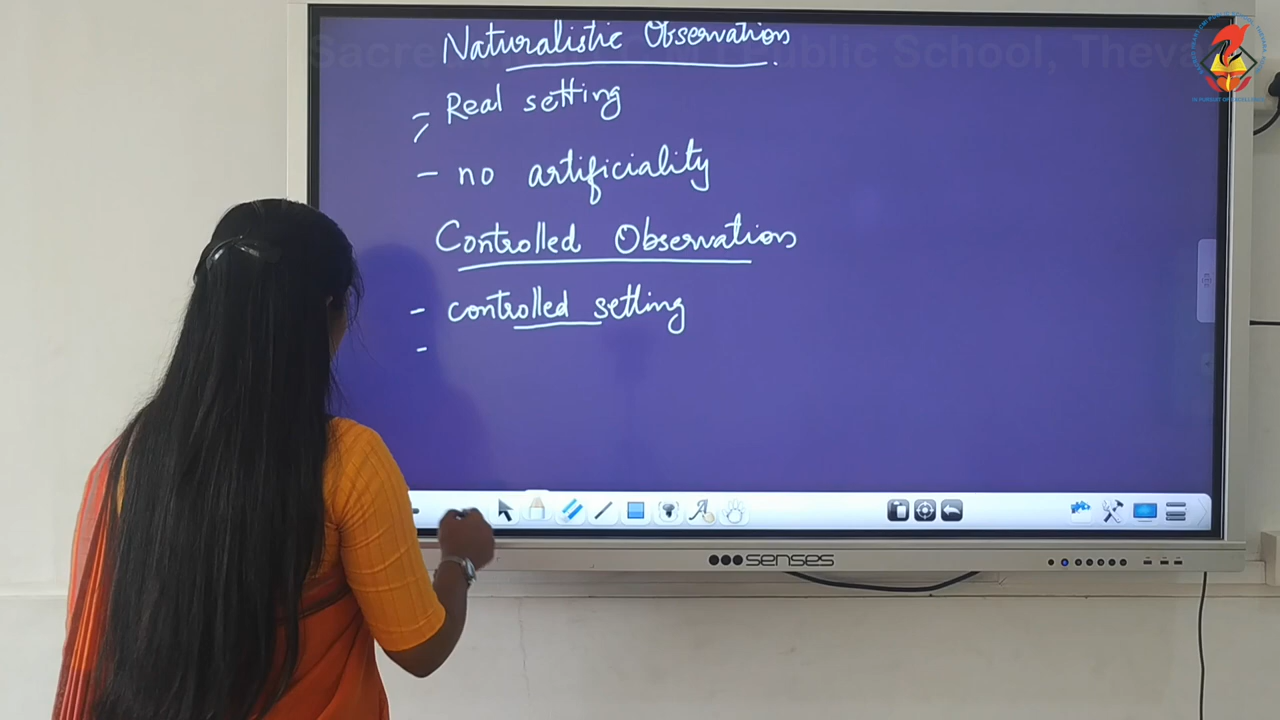 Naturalistic Observation
- Real setting
- no artificiality
Controlled Observation
- controlled setting
-
senses